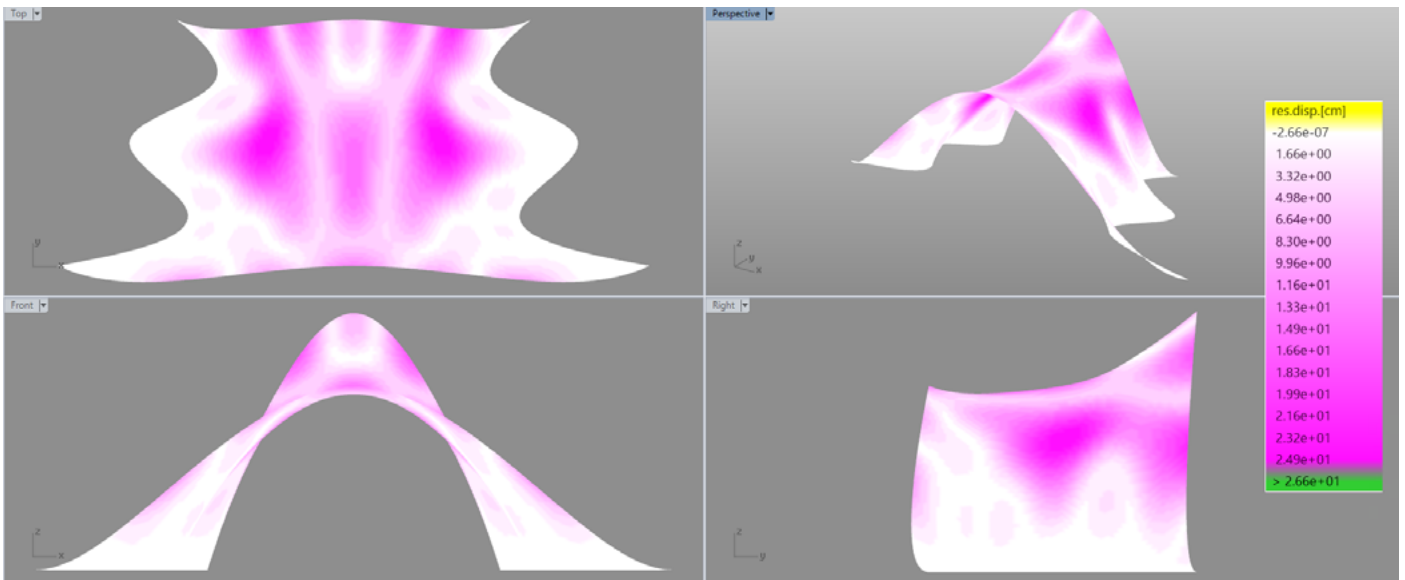 Top
Perspective
y
x
z
y
x
res.disp.[cm]
-2.66e-07
1.66e+00
3.32e+00
4.98e+00
6.64e+00
8.30e+00
9.96e+00
1.16e+01
1.33e+01
1.49e+01
1.66e+01
1.83e+01
1.99e+01
2.16e+01
2.32e+01
2.49e+01
> 2.66e+01
Front
Right
z
x
z
y